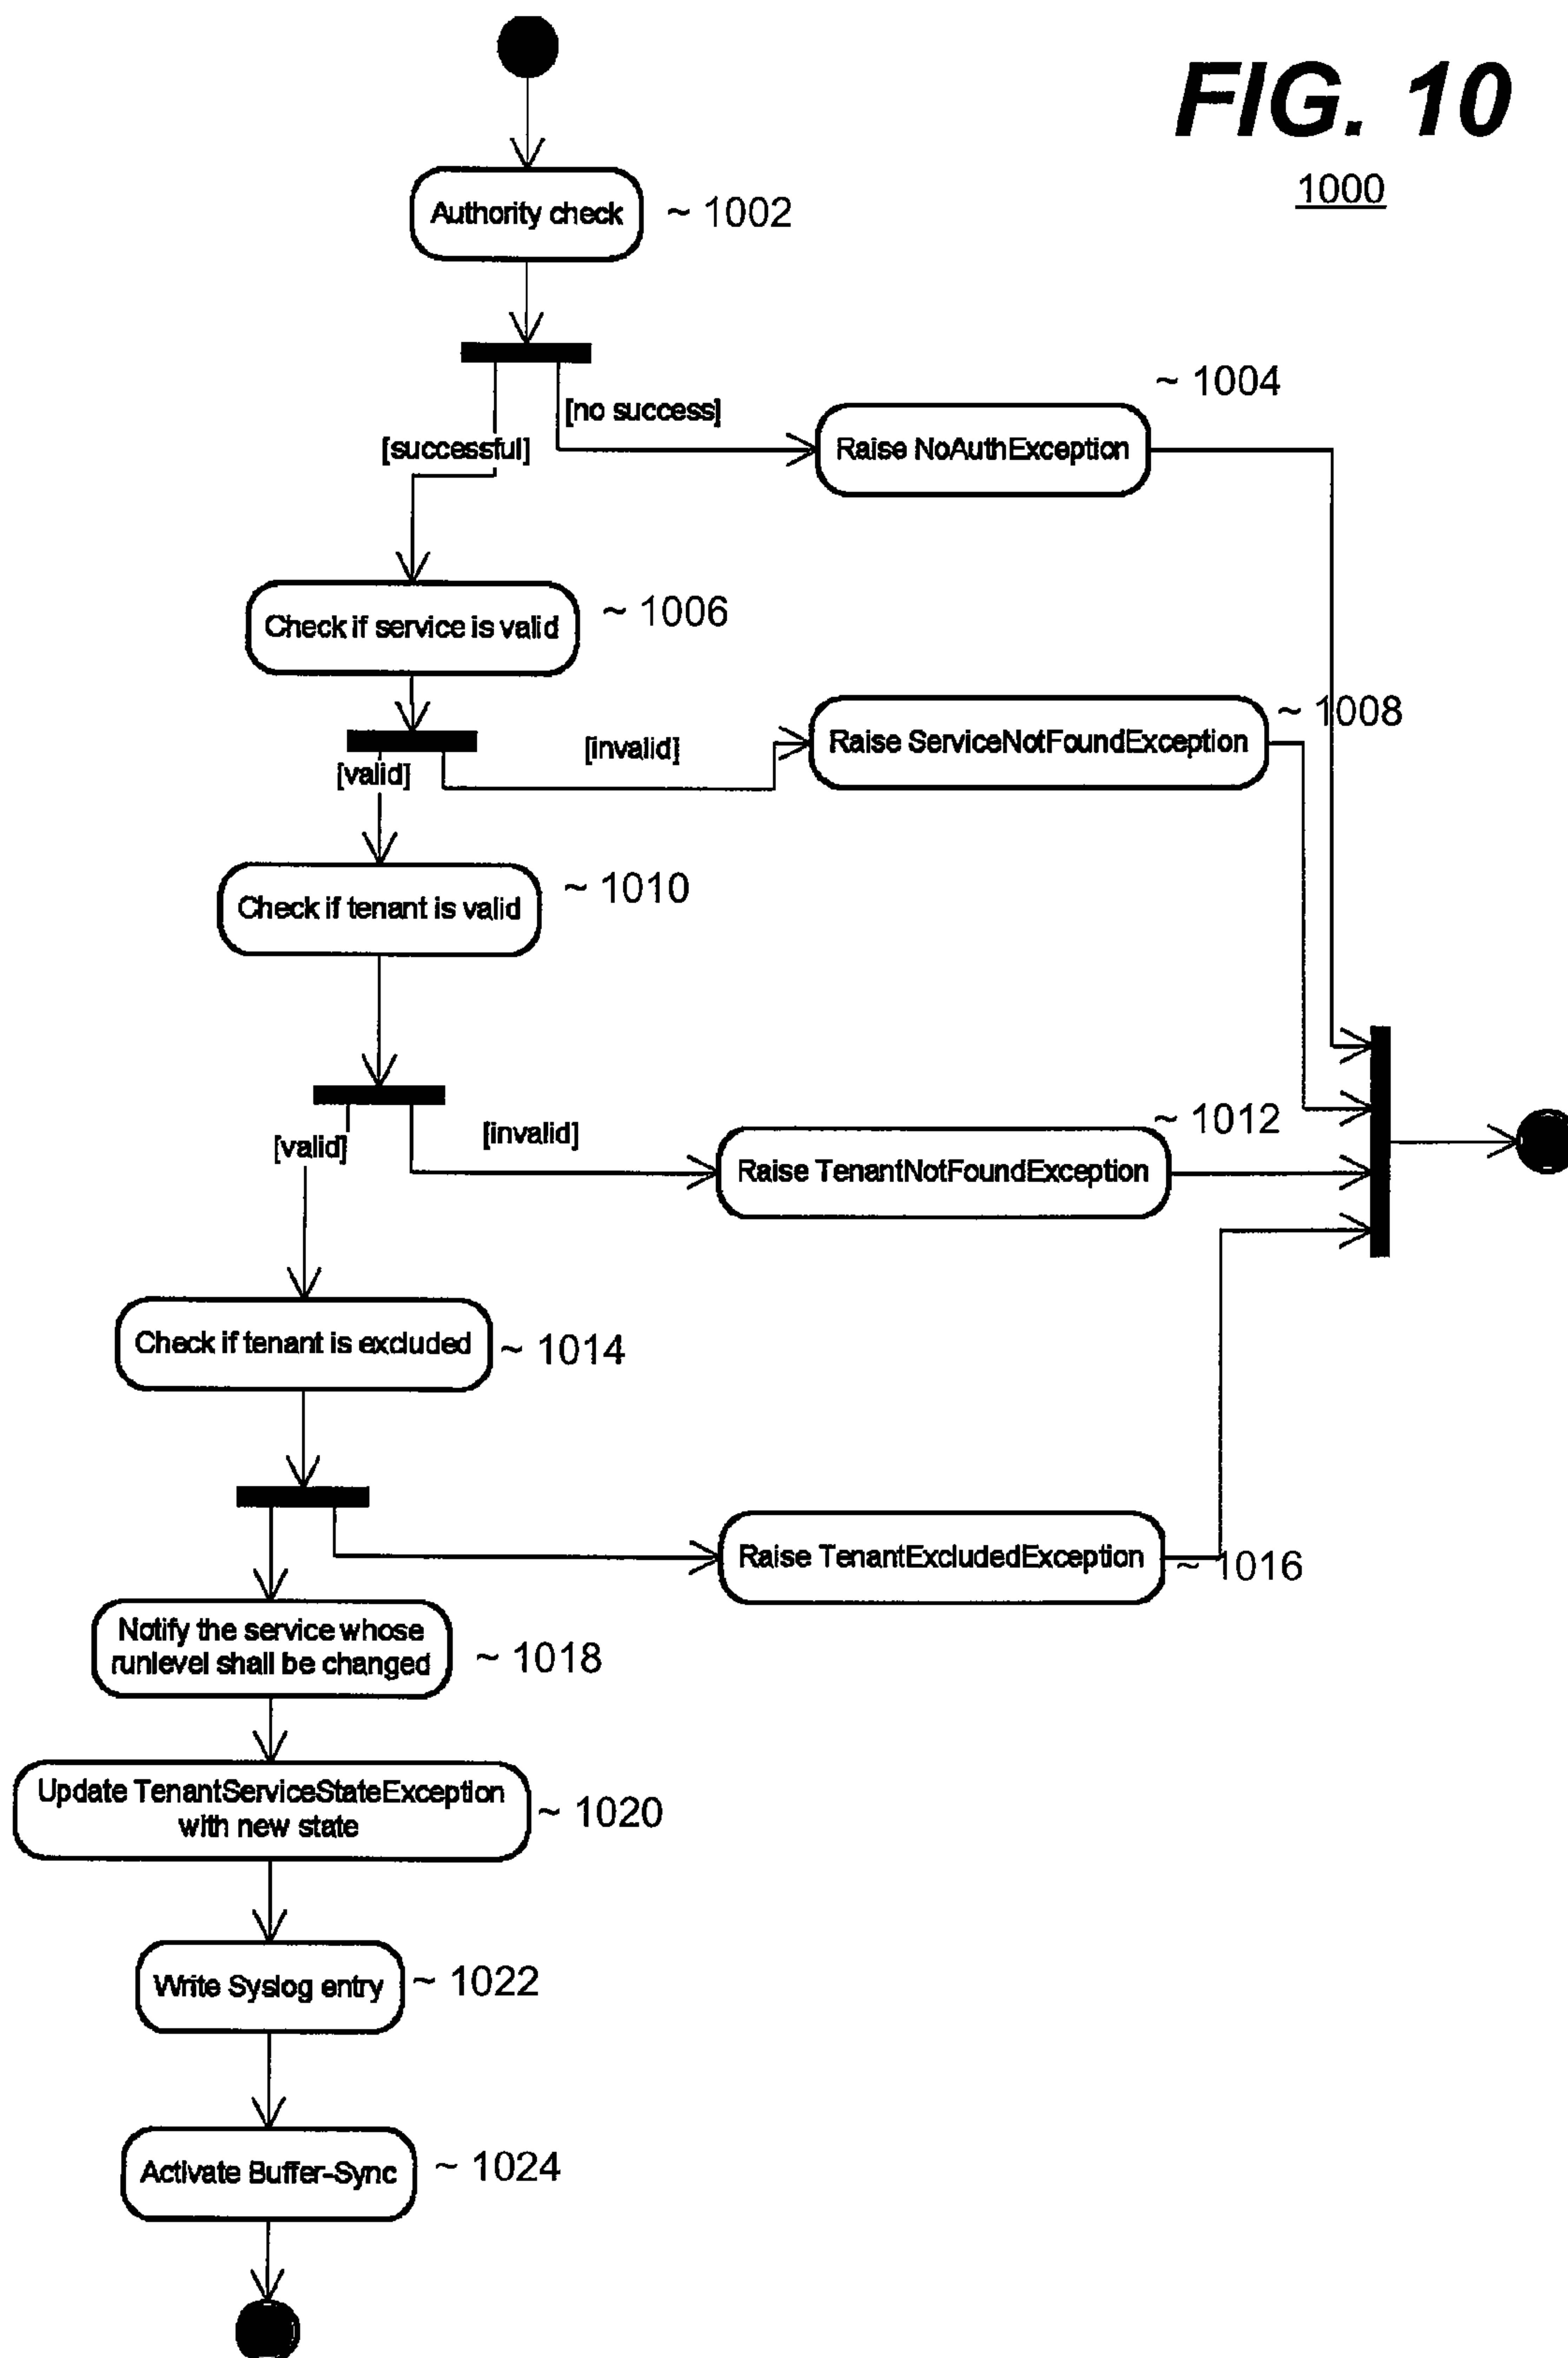 FIG. 10
1000
Authority check
~ 1002
[no success]
[successful]
~ 1004
Raise NoAuthException
Check if service is valid
~ 1006
[invalid]
[valid]
Raise ServiceNotFoundException
~ 1008
Check if tenant is valid
~ 1010
[invalid]
[valid]
~ 1012
Raise TenantNotFoundException
Check if tenant is excluded
~ 1014
Raise TenantExcludedException
~ 1016
Notify the service whose
runlevel shall be changed
~ 1018
Update TenantServiceStateException
with new state
~ 1020
Write Syslog entry
~ 1022
Activate Buffer-Sync
~ 1024